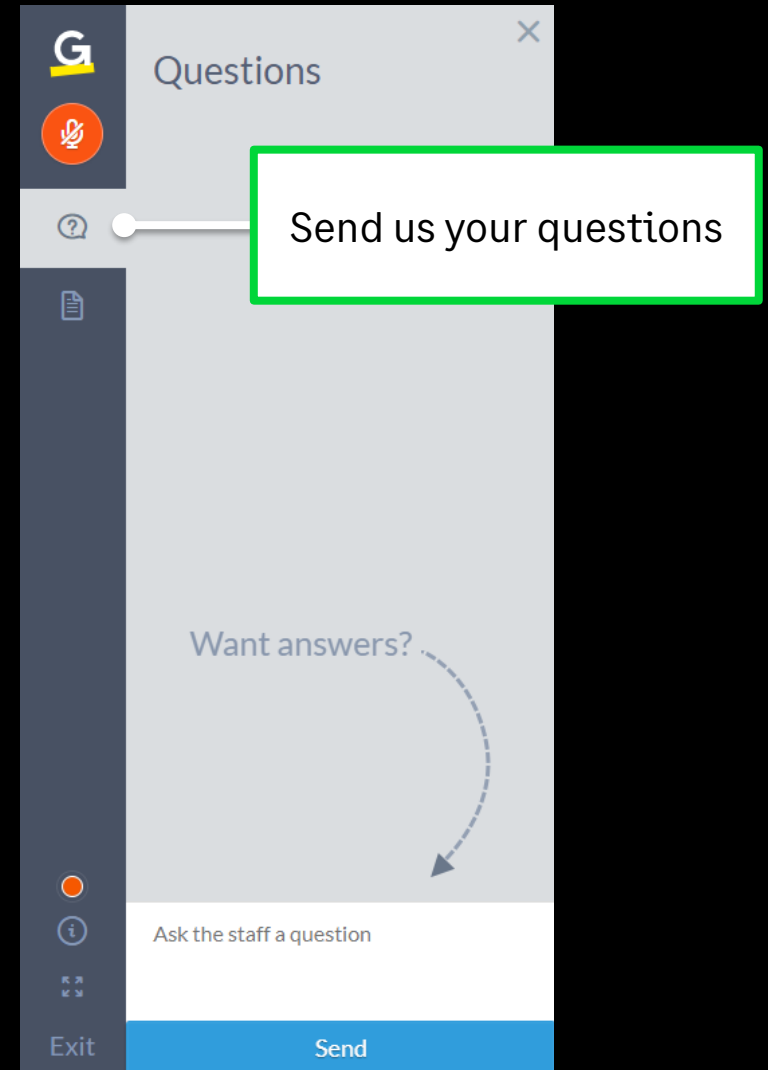 G
Questions
Send us your questions
Want answers?
Ask the staff a question
Exit
Send